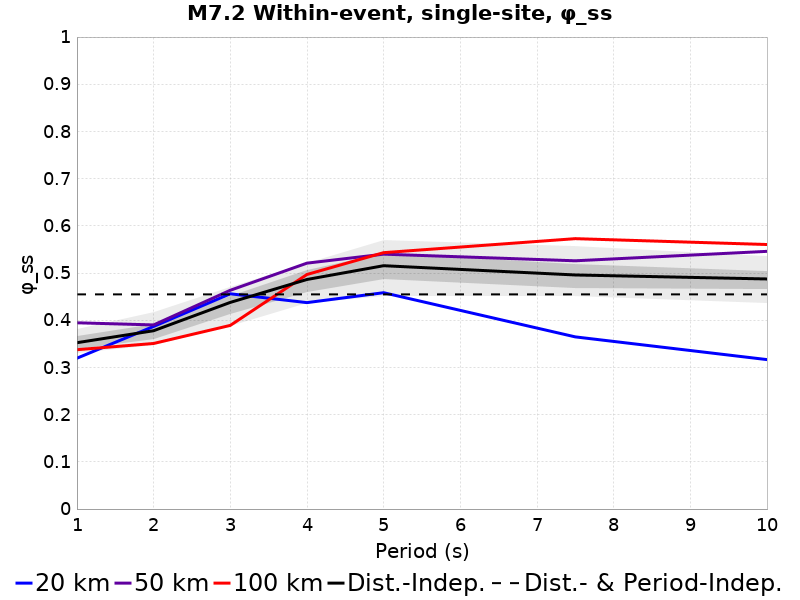 M7.2 Within-event, single-site, φ_ss
1
0.9
0.8
0.7
0.6
0.5
0.4
0.3
0.2
0.1
0
φ_ss
1 2 3 4 5 6 7 8 9 10
Period (s)
20 km 50 km 100 km Dist.-Indep. Dist.- & Period-Indep.